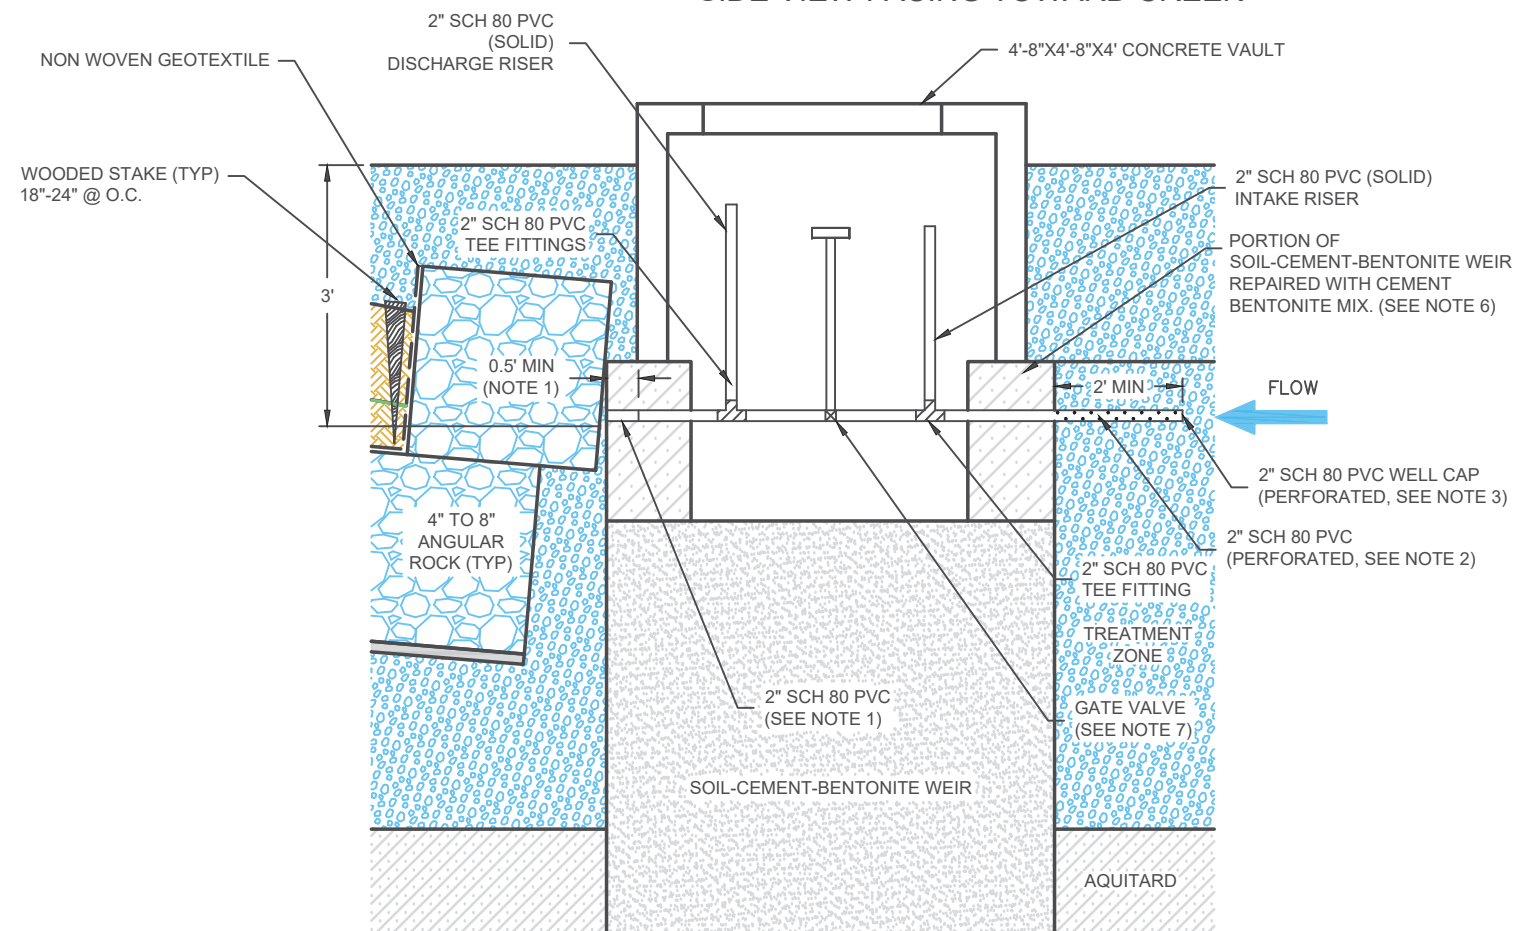 SIDE VIEW FACING TOWARD CREEK
2" SCH 80 PVC
(SOLID)
DISCHARGE RISER
NON WOVEN GEOTEXTILE
4'-8"X4'-8"X4' CONCRETE VAULT
WOODED STAKE (TYP)
18"-24" @ O.C.
2" SCH 80 PVC (SOLID)
INTAKE RISER
2" SCH 80 PVC
TEE FITTINGS
PORTION OF
SOIL-CEMENT-BENTONITE WEIR
REPAIRED WITH CEMENT
BENTONITE MIX. (SEE NOTE 6)
3'
0.5' MIN
(NOTE 1)
2' MIN
FLOW
2" SCH 80 PVC WELL CAP
(PERFORATED, SEE NOTE 3)
4" TO 8"
ANGULAR
ROCK (TYP)
2" SCH 80 PVC
(PERFORATED, SEE NOTE 2)
2" SCH 80 PVC
TEE FITTING
TREATMENT
ZONE
2" SCH 80 PVC
(SEE NOTE 1)
GATE VALVE
(SEE NOTE 7)
SOIL-CEMENT-BENTONITE WEIR
AQUITARD